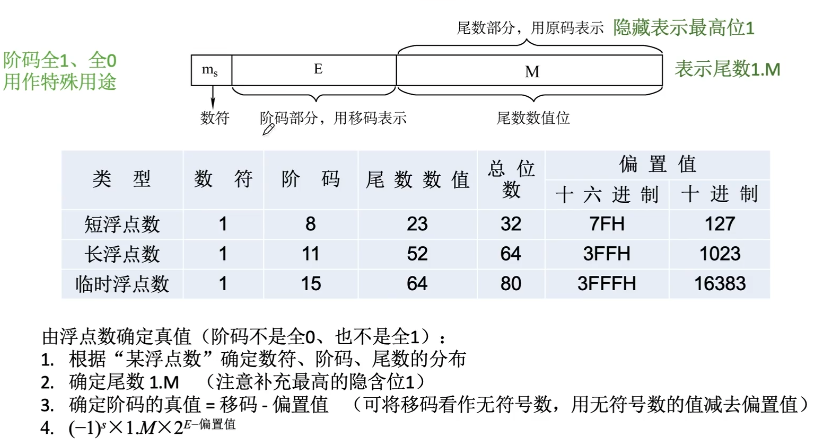 尾数部分，用原码表示 隐藏表示最高位1
阶码全1、全0
用作特殊用途
mₛ E M 表示尾数1.M
数符 阶码部分，用移码表示 尾数数值位
类 型 数 符 阶 码 尾 数 数 值 总 位 数 偏 置 值
十 六 进 制 十 进 制
短浮点数 1 8 23 32 7FH 127
长浮点数 1 11 52 64 3FFH 1023
临时浮点数 1 15 64 80 3FFFH 16383
由浮点数确定真值（阶码不是全0、也不是全1）：
1. 根据“某浮点数”确定数符、阶码、尾数的分布
2. 确定尾数 1.M （注意补充最高的隐含位1）
3. 确定阶码的真值 = 移码 - 偏置值 （可将移码看作无符号数，用无符号数的值减去偏置值）
4. (−1)ˢ×1.M×2^{E−偏置值}